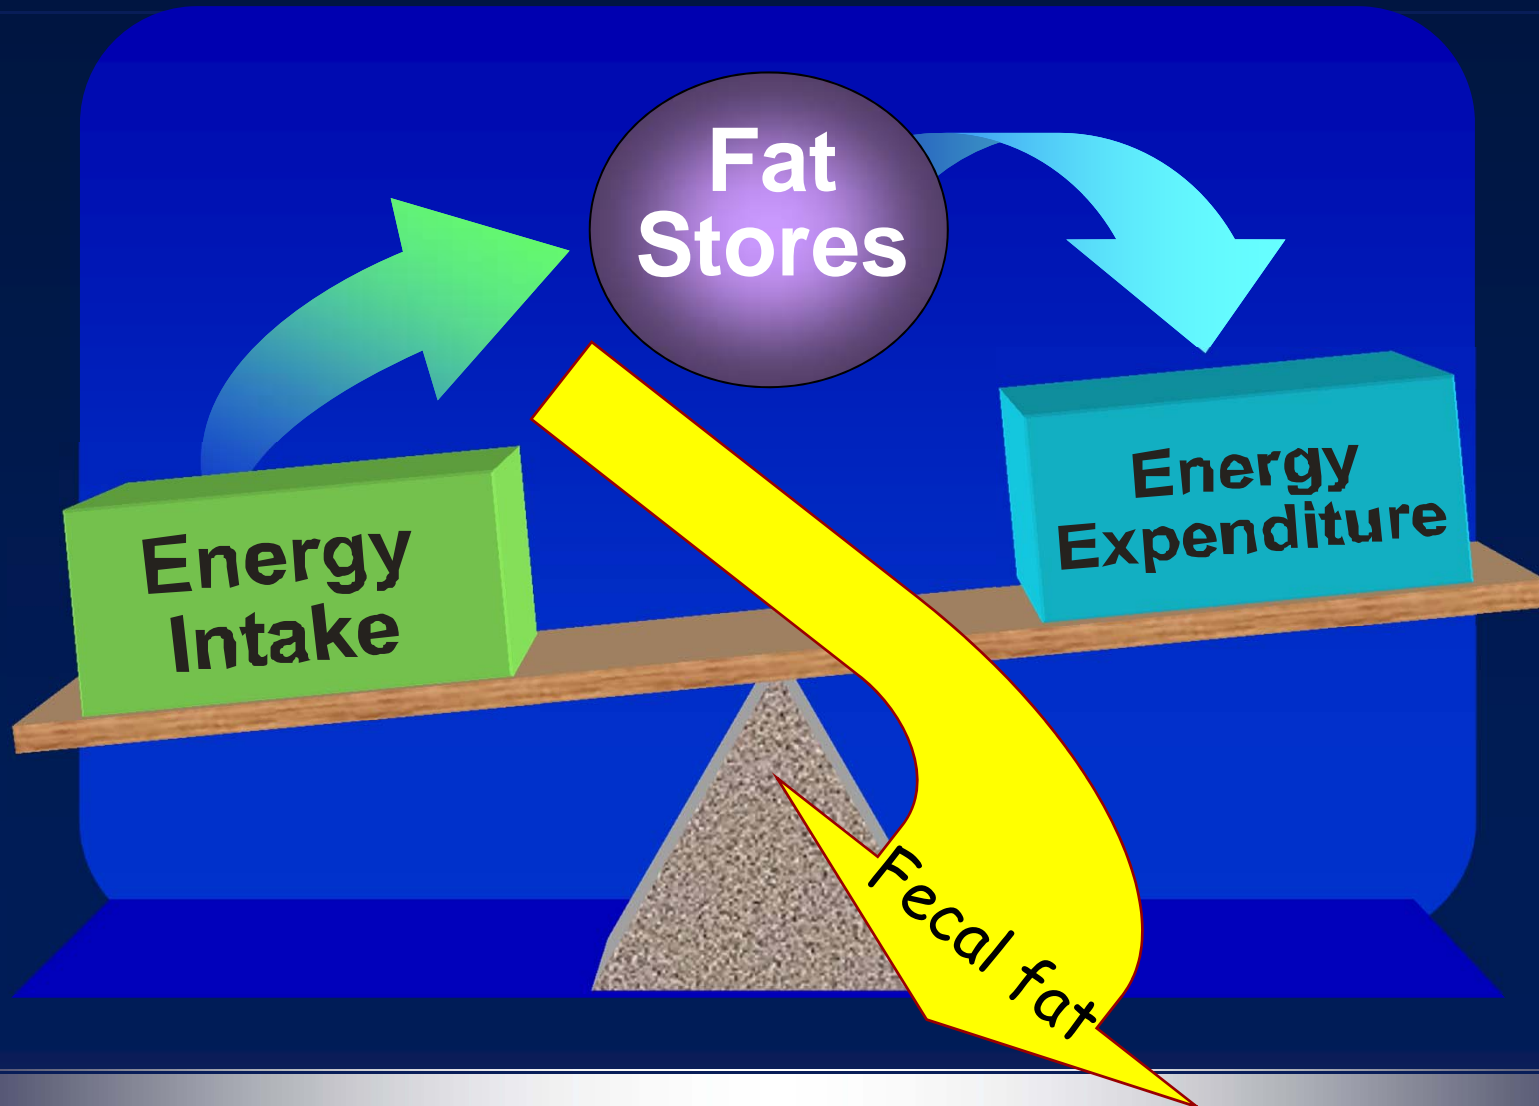 Fat
Stores
Energy
Intake
Energy
Expenditure
Fecal fat